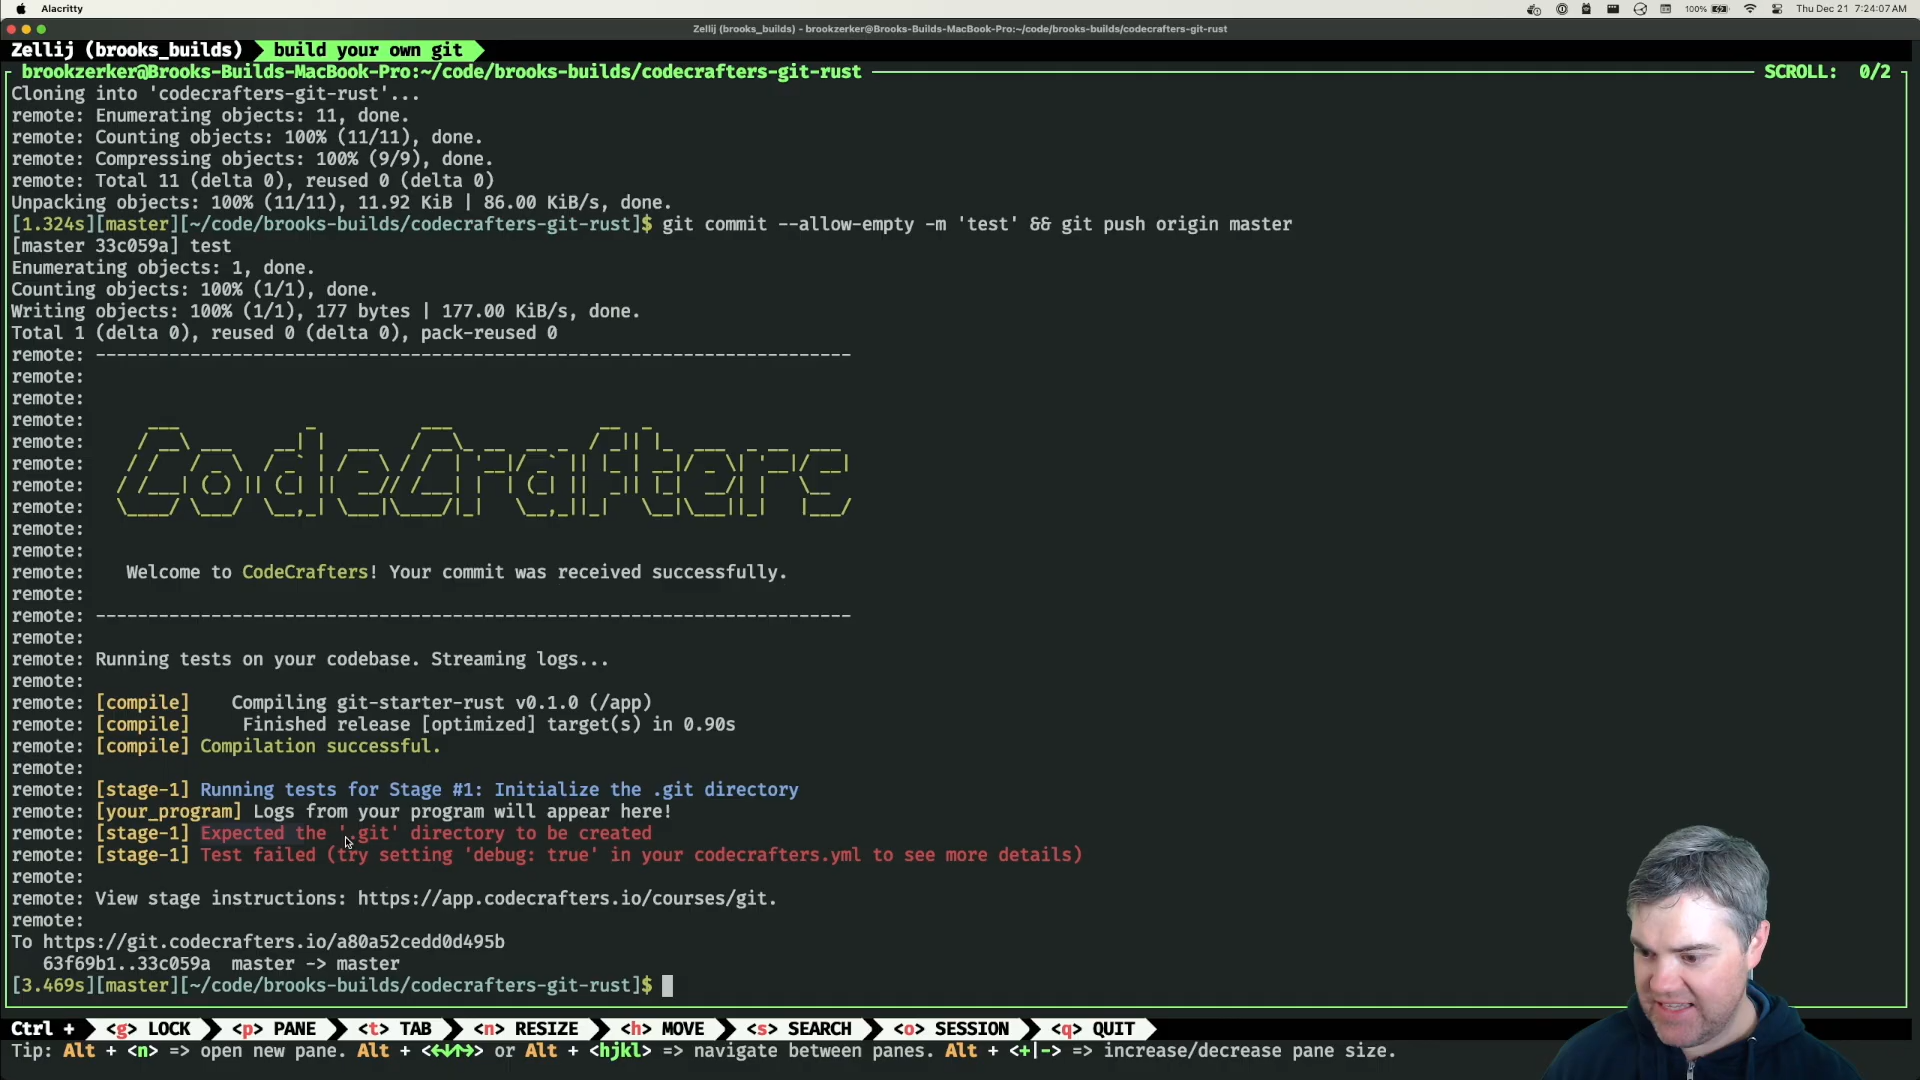 Alacritty
100%
Thu Dec 21 7:24:07 AM
Zellij (brooks_builds) - brookzerker@Brooks-Builds-MacBook-Pro:~/code/brooks-builds/codecrafters-git-rust
Zellij (brooks_builds) build your own git
brookzerker@Brooks-Builds-MacBook-Pro:~/code/brooks-builds/codecrafters-git-rust SCROLL: 0/2
Cloning into 'codecrafters-git-rust'...
remote: Enumerating objects: 11, done.
remote: Counting objects: 100% (11/11), done.
remote: Compressing objects: 100% (9/9), done.
remote: Total 11 (delta 0), reused 0 (delta 0)
Unpacking objects: 100% (11/11), 11.92 KiB | 86.00 KiB/s, done.
[1.324s][master][~/code/brooks-builds/codecrafters-git-rust]$ git commit --allow-empty -m 'test' && git push origin master
[master 33c059a] test
Enumerating objects: 1, done.
Counting objects: 100% (1/1), done.
Writing objects: 100% (1/1), 177 bytes | 177.00 KiB/s, done.
Total 1 (delta 0), reused 0 (delta 0), pack-reused 0
remote: ------------------------------------------------------------------------
remote:
remote:
remote:
remote:
remote: CodeCrafters
remote:
remote:
remote:
remote:
remote: Welcome to CodeCrafters! Your commit was received successfully.
remote:
remote: ------------------------------------------------------------------------
remote:
remote: Running tests on your codebase. Streaming logs...
remote:
remote: [compile] Compiling git-starter-rust v0.1.0 (/app)
remote: [compile] Finished release [optimized] target(s) in 0.90s
remote: [compile] Compilation successful.
remote:
remote: [stage-1] Running tests for Stage #1: Initialize the .git directory
remote: [your_program] Logs from your program will appear here!
remote: [stage-1] Expected the '.git' directory to be created
remote: [stage-1] Test failed (try setting 'debug: true' in your codecrafters.yml to see more details)
remote:
remote: View stage instructions: https://app.codecrafters.io/courses/git.
remote:
To https://git.codecrafters.io/a80a52cedd0d495b
63f69b1..33c059a master -> master
[3.469s][master][~/code/brooks-builds/codecrafters-git-rust]$
Ctrl + <g> LOCK <p> PANE <t> TAB <n> RESIZE <h> MOVE <s> SEARCH <o> SESSION <q> QUIT
Tip: Alt + <n> => open new pane. Alt + <←↓↑→> or Alt + <hjkl> => navigate between panes. Alt + <+|-> => increase/decrease pane size.